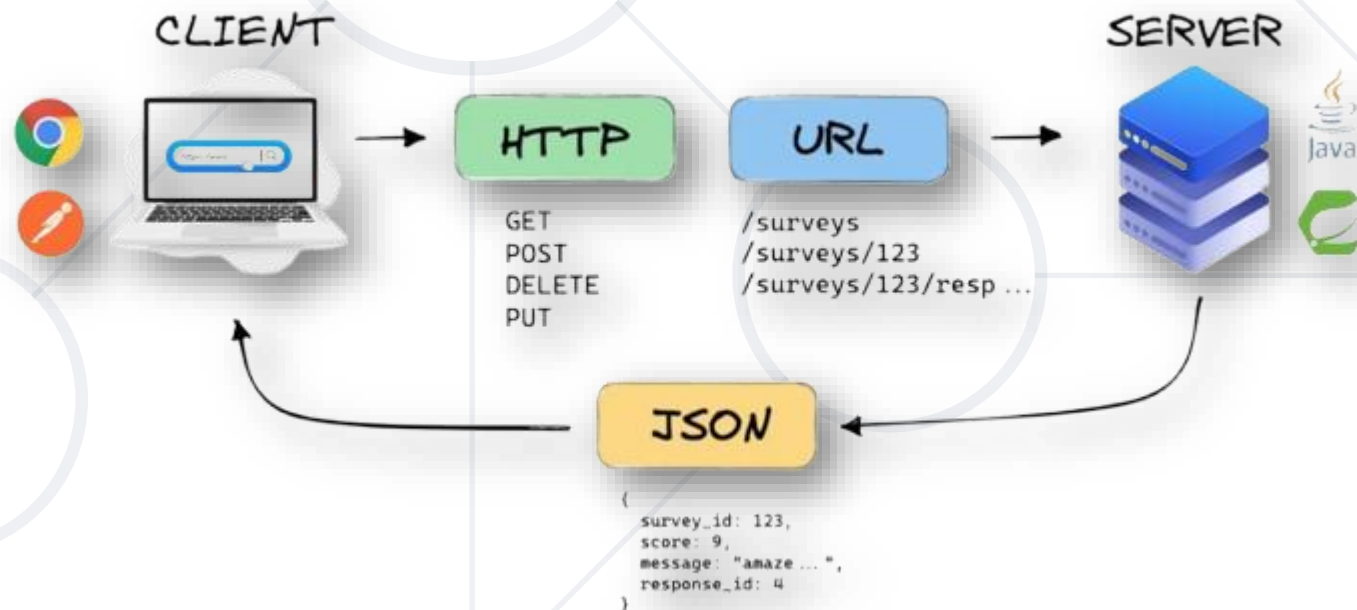 CLIENT
SERVER
HTTP
URL
Java
GET
POST
DELETE
PUT
/surveys
/surveys/123
/surveys/123/resp ...
JSON
{
survey_id: 123,
score: 9,
message: "amaze ... ",
response_id: 4
}